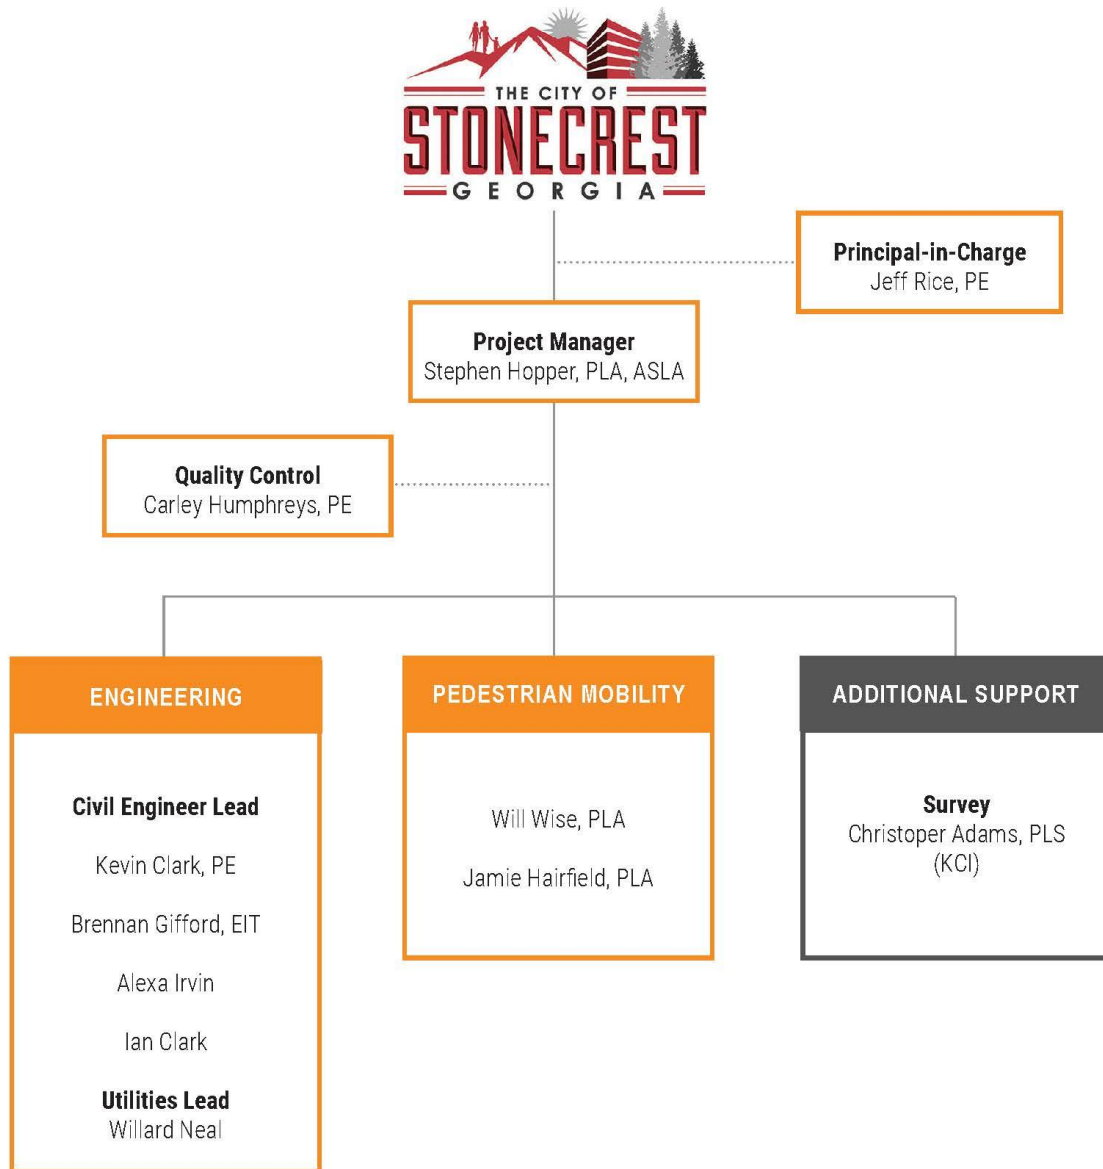 THE CITY OF
STONECREST
GEORGIA
Principal-in-Charge
Jeff Rice, PE
Project Manager
Stephen Hopper, PLA, ASLA
Quality Control
Carley Humphreys, PE
ENGINEERING
Civil Engineer Lead
Kevin Clark, PE
Brennan Gifford, EIT
Alexa Irvin
Ian Clark
Utilities Lead
Willard Neal
PEDESTRIAN MOBILITY
Will Wise, PLA
Jamie Hairfield, PLA
ADDITIONAL SUPPORT
Survey
Christoper Adams, PLS
(KCI)